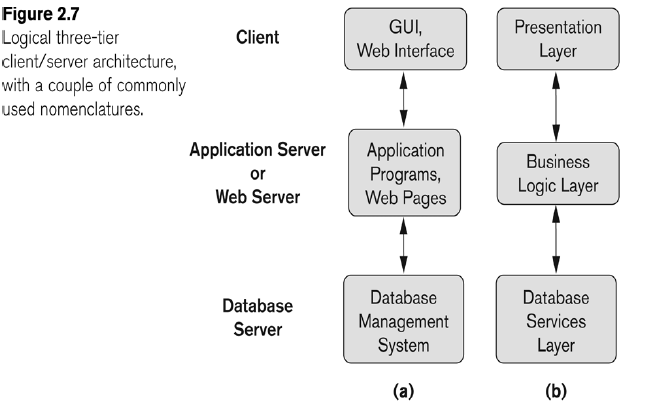 Figure 2.7
Logical three-tier
client/server architecture,
with a couple of commonly
used nomenclatures.
Client
GUI,
Web Interface
Presentation
Layer
Application Server
or
Web Server
Application
Programs,
Web Pages
Business
Logic Layer
Database
Server
Database
Management
System
Database
Services
Layer
(a)
(b)